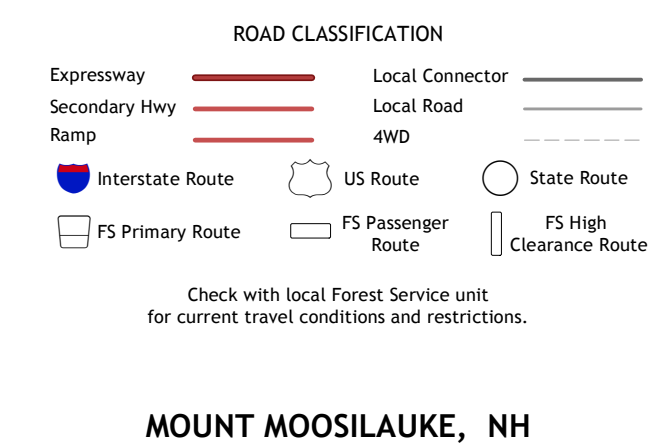 ROAD CLASSIFICATION
Expressway
Local Connector
Secondary Hwy
Local Road
Ramp
4WD
Interstate Route
US Route
State Route
FS Primary Route
FS Passenger
Route
FS High
Clearance Route
Check with local Forest Service unit
for current travel conditions and restrictions.
MOUNT MOOSILAUKE, NH